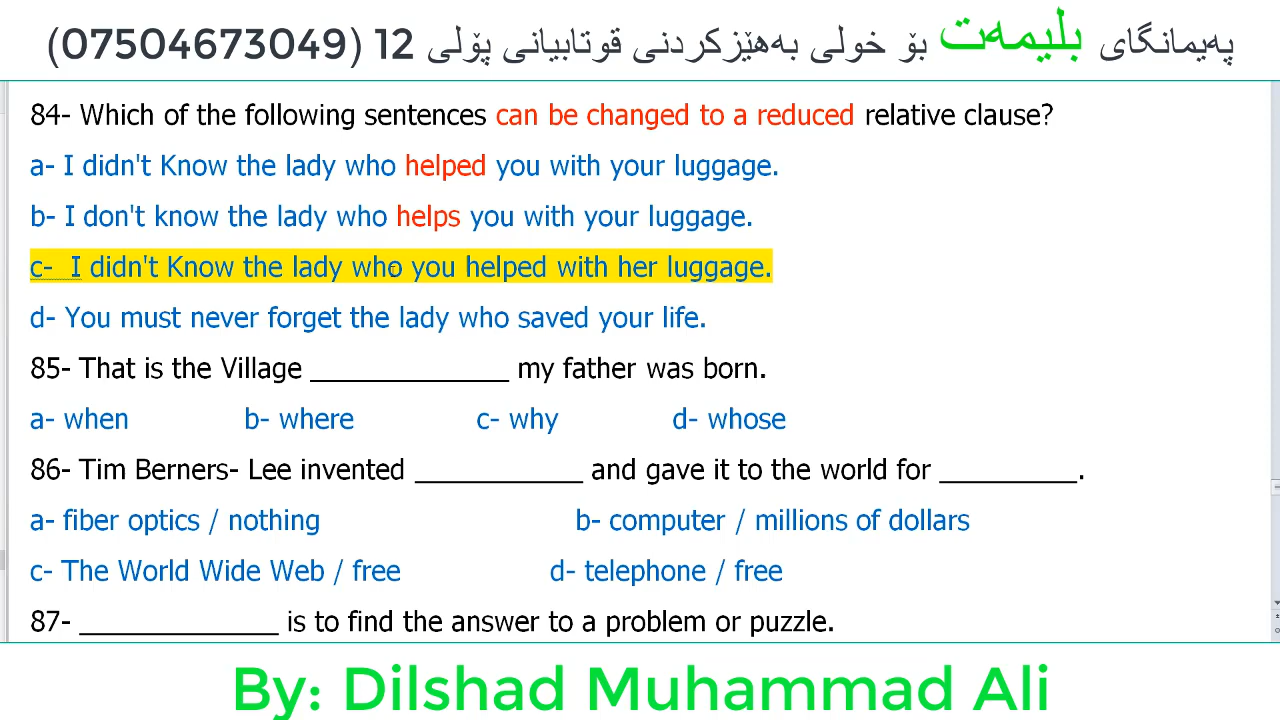 پەیمانگای بلیمەت بۆ خولی بەهێزکردنی قوتابیانی پۆلی 12 (07504673049)
84- Which of the following sentences can be changed to a reduced relative clause?
a- I didn't Know the lady who helped you with your luggage.
b- I don't know the lady who helps you with your luggage.
c- I didn't Know the lady who you helped with her luggage.
d- You must never forget the lady who saved your life.
85- That is the Village _____________ my father was born.
a- when b- where c- why d- whose
86- Tim Berners- Lee invented ___________ and gave it to the world for _________.
a- fiber optics / nothing b- computer / millions of dollars
c- The World Wide Web / free d- telephone / free
87- _____________ is to find the answer to a problem or puzzle.
By: Dilshad Muhammad Ali